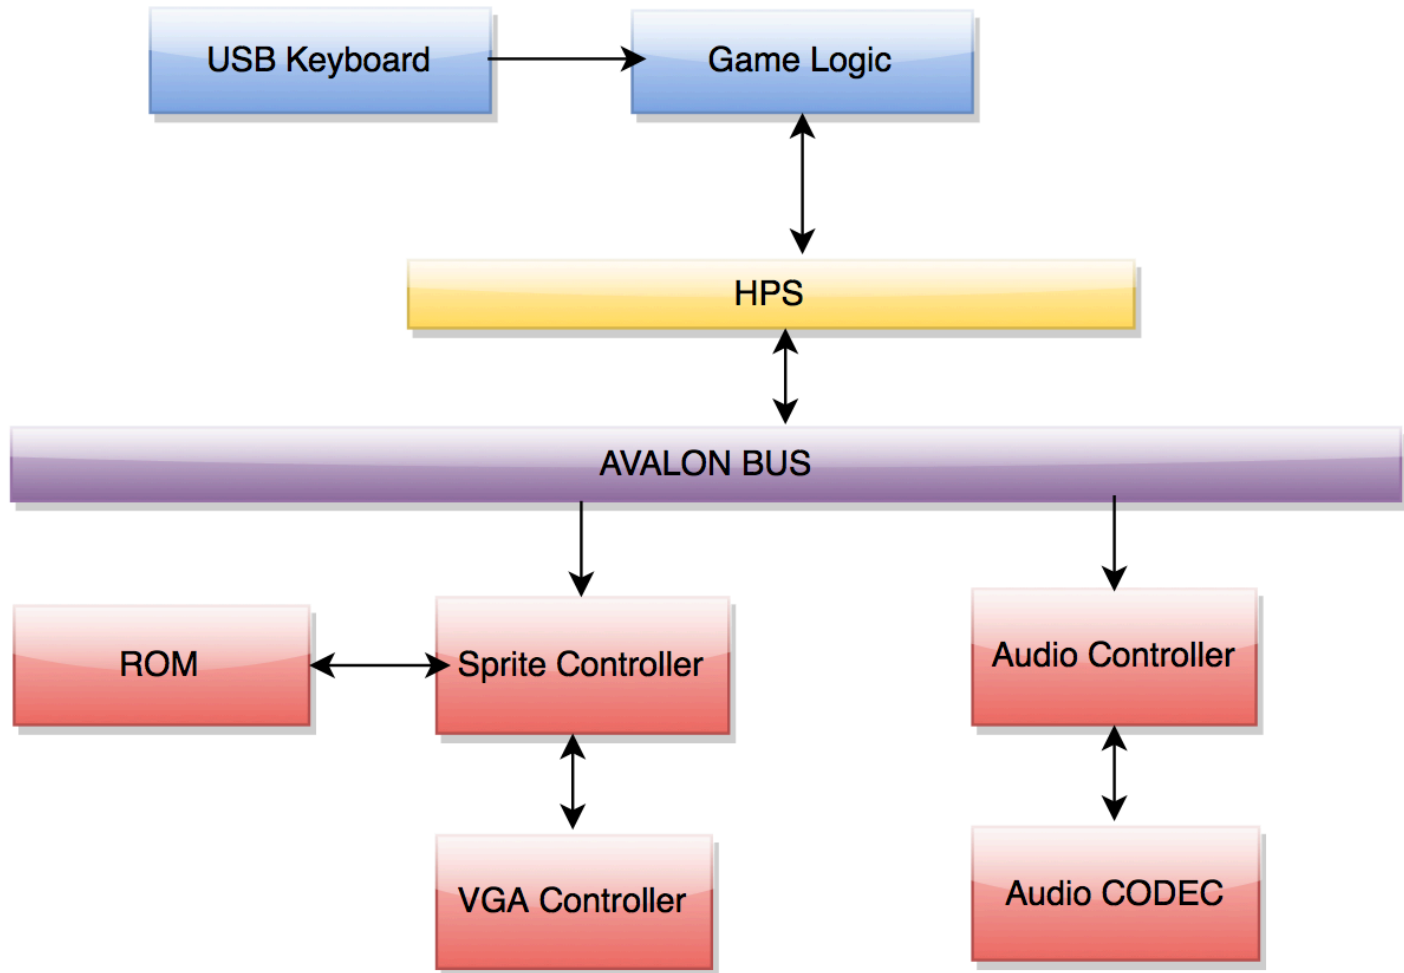 USB Keyboard
Game Logic
HPS
AVALON BUS
ROM
Sprite Controller
Audio Controller
VGA Controller
Audio CODEC